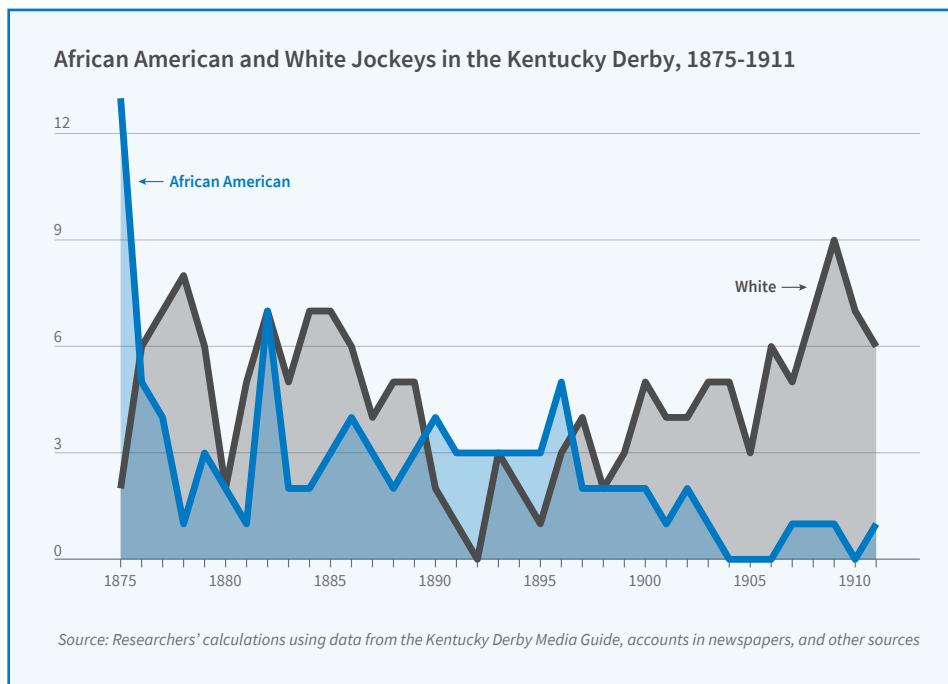 African American and White Jockeys in the Kentucky Derby, 1875-1911
12
African American
9
White
6
3
0
1875 1880 1885 1890 1895 1900 1905 1910
Source: Researchers’ calculations using data from the Kentucky Derby Media Guide, accounts in newspapers, and other sources